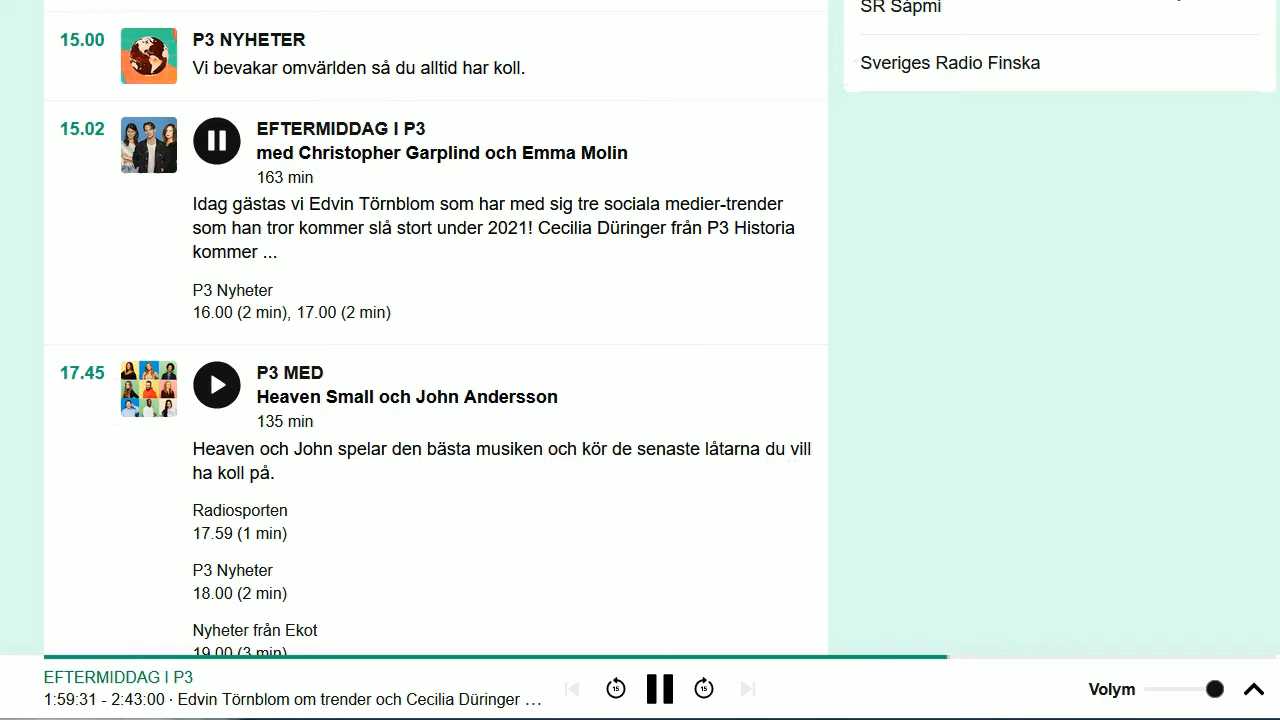 SR Sápmi
15.00
P3 NYHETER
Vi bevakar omvärlden så du alltid har koll.
Sveriges Radio Finska
15.02
EFTERMIDDAG I P3
med Christopher Garplind och Emma Molin
163 min
Idag gästas vi Edvin Törnblom som har med sig tre sociala medier-trender
som han tror kommer slå stort under 2021! Cecilia Düringer från P3 Historia
kommer ...
P3 Nyheter
16.00 (2 min), 17.00 (2 min)
17.45
P3 MED
Heaven Small och John Andersson
135 min
Heaven och John spelar den bästa musiken och kör de senaste låtarna du vill
ha koll på.
Radiosporten
17.59 (1 min)
P3 Nyheter
18.00 (2 min)
Nyheter från Ekot
19.00 (3 min)
EFTERMIDDAG I P3
1:59:31 - 2:43:00 · Edvin Törnblom om trender och Cecilia Düringer …
15
15
Volym